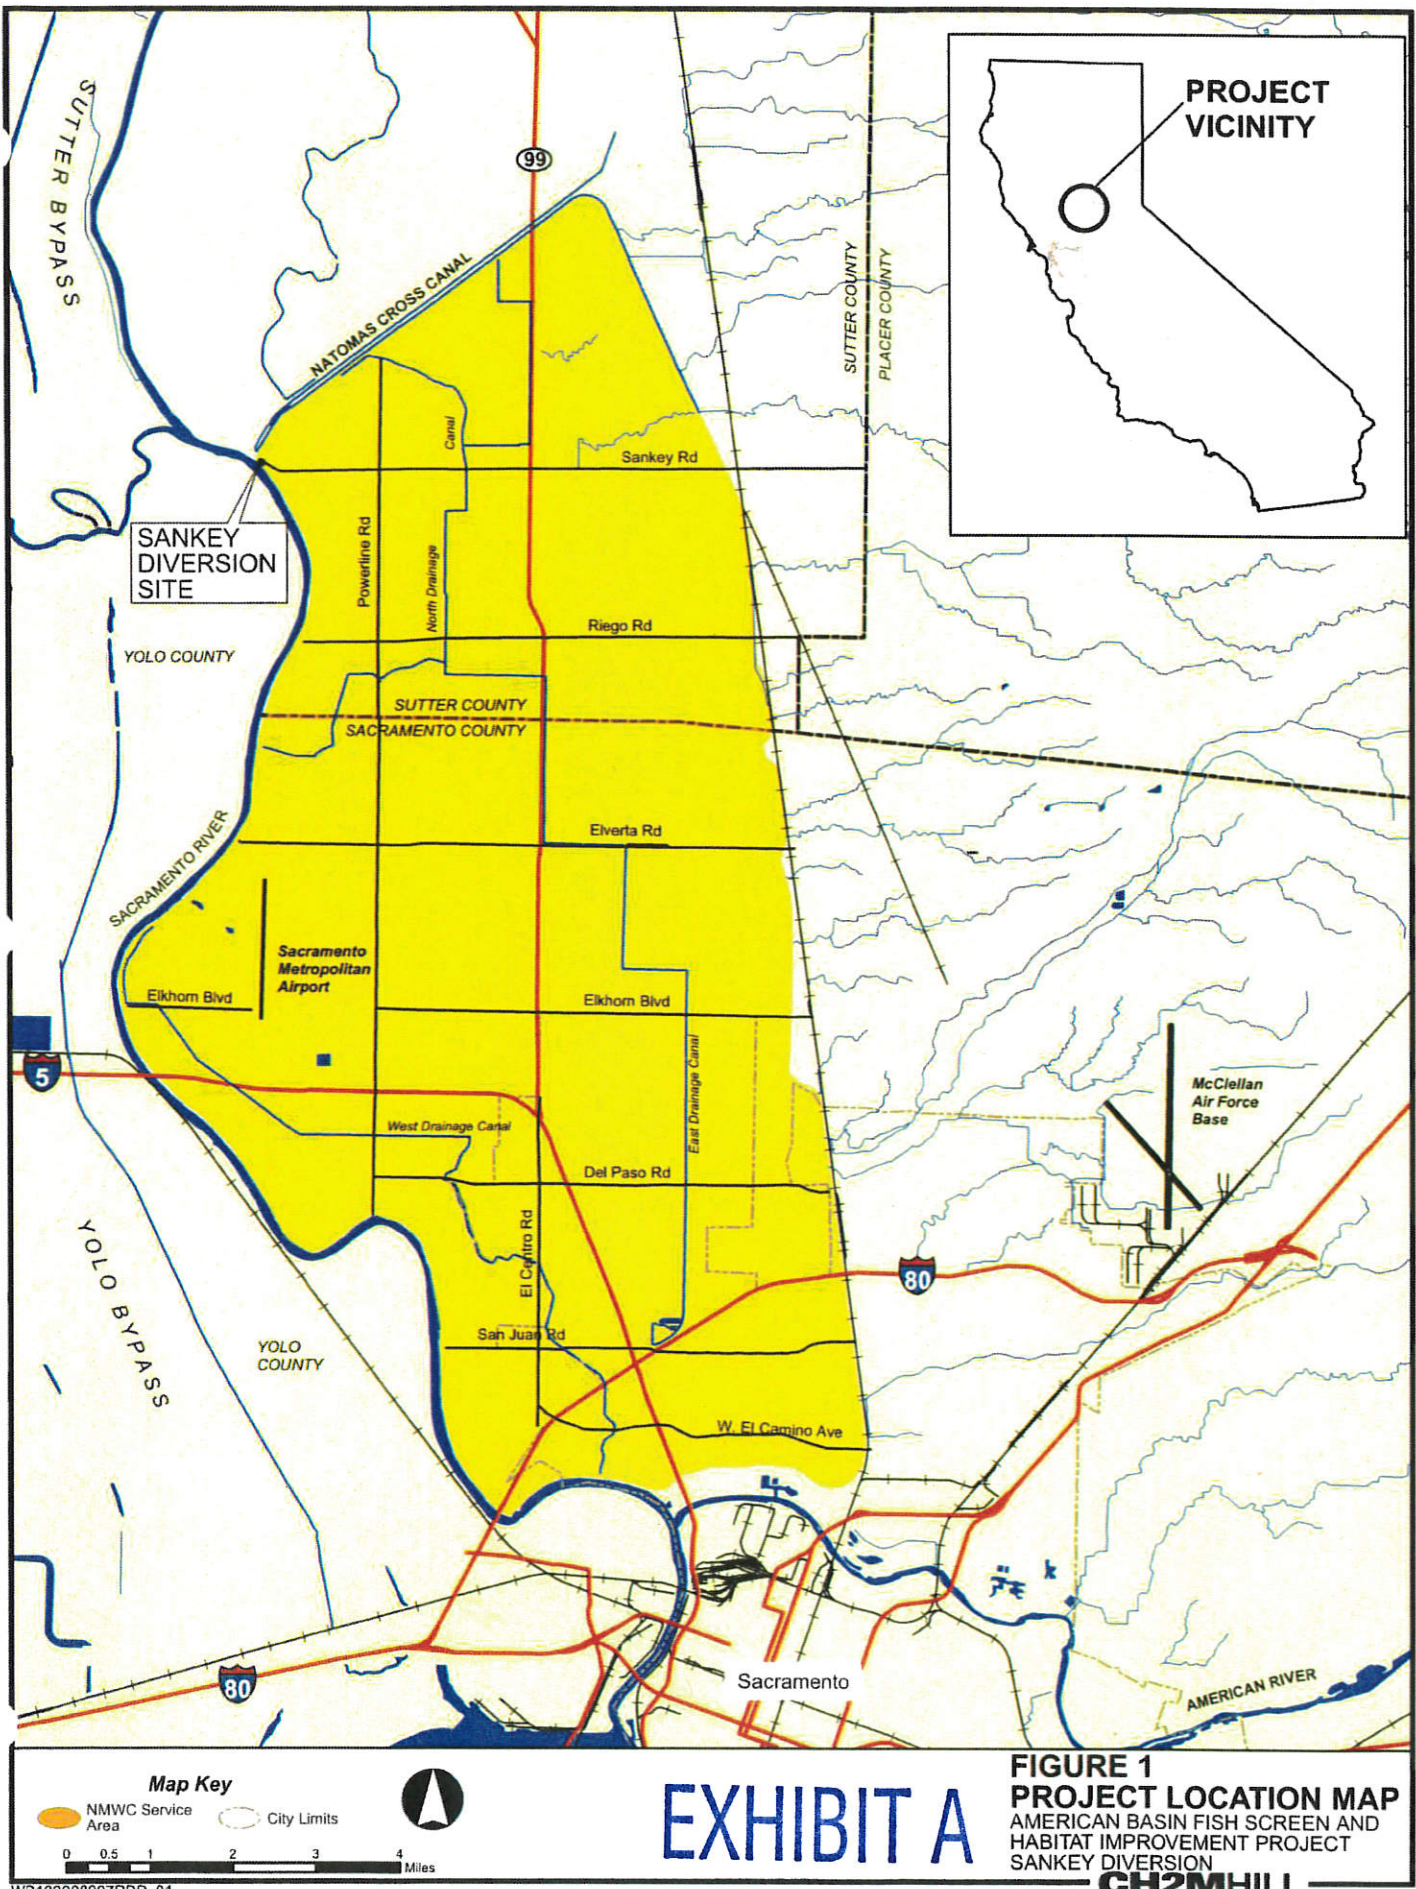 SUTTER BYPASS
99
PROJECT
VICINITY
NATOMAS CROSS CANAL
SUTTER COUNTY
PLACER COUNTY
Canal
Sankey Rd
SANKEY
DIVERSION
SITE
Powerline Rd
North Drainage
Riego Rd
YOLO COUNTY
SUTTER COUNTY
SACRAMENTO COUNTY
SACRAMENTO RIVER
Elverta Rd
Sacramento
Metropolitan
Airport
Elkhorn Blvd
Elkhorn Blvd
5
East Drainage Canal
McClellan
Air Force
Base
West Drainage Canal
Del Paso Rd
El Centro Rd
YOLO BYPASS
80
San Juan Rd
YOLO
COUNTY
W. El Camino Ave
80
Sacramento
AMERICAN RIVER
Map Key
NMWC Service
Area
City Limits
0 0.5 1 2 3 4
Miles
EXHIBIT A
FIGURE 1
PROJECT LOCATION MAP
AMERICAN BASIN FISH SCREEN AND
HABITAT IMPROVEMENT PROJECT
SANKEY DIVERSION
CH2MHILL